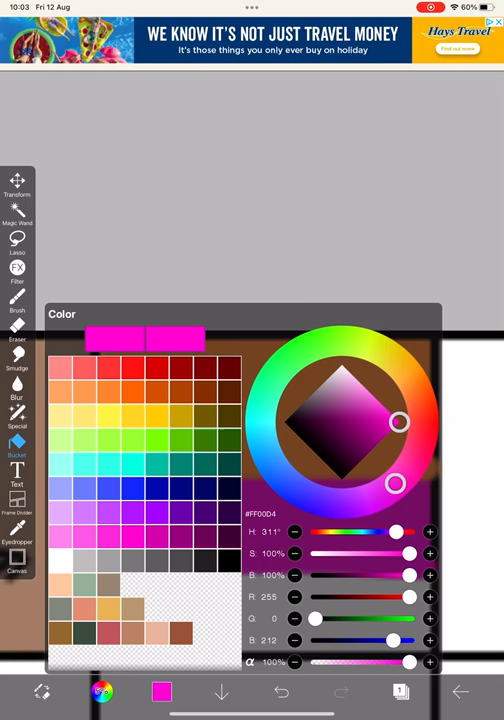 10:03 Fri 12 Aug
60%
WE KNOW IT'S NOT JUST TRAVEL MONEY
It's those things you only ever buy on holiday
Hays Travel
Find out more
Transform
Magic Wand
Lasso
FX
Filter
Brush
Eraser
Smudge
Blur
Special
Bucket
T
Text
Frame Divider
Eyedropper
Canvas
Color
#FF00D4
H: 311°
S: 100%
B: 100%
R: 255
G: 0
B: 212
α 100%
1